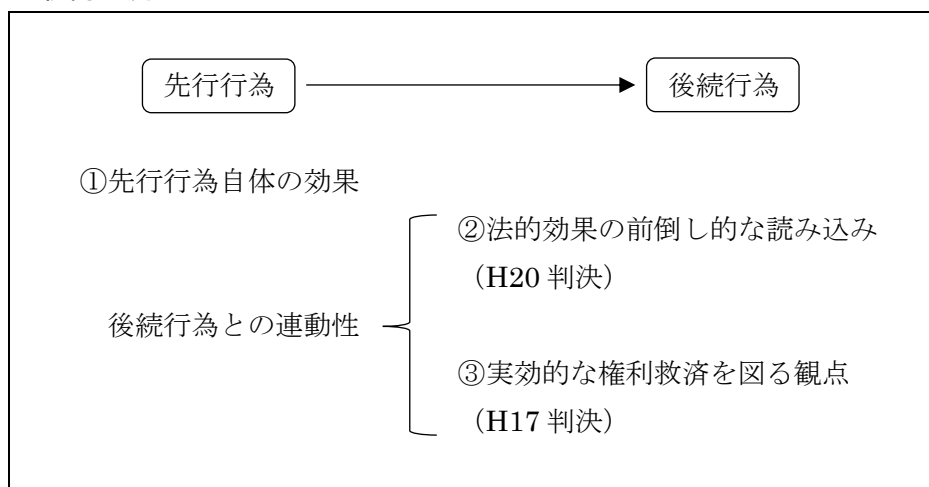 先行行為
後続行為
①先行行為自体の効果
②法的効果の前倒し的な読み込み
（H20 判決）
後続行為との連動性
③実効的な権利救済を図る観点
（H17 判決）